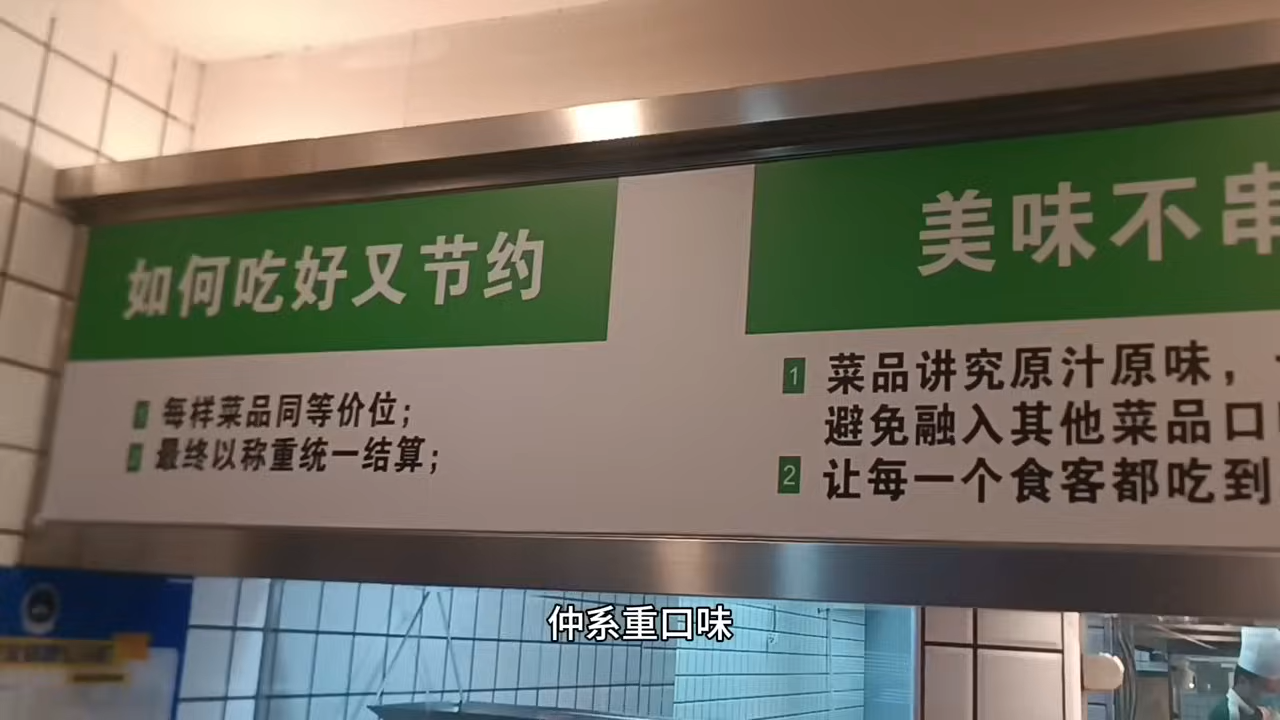 如何吃好又节约
1 每样菜品同等价位;
2 最终以称重统一结算;
美味不串
1 菜品讲究原汁原味,
避免融入其他菜品口
2 让每一个食客都吃到
仲系重口味